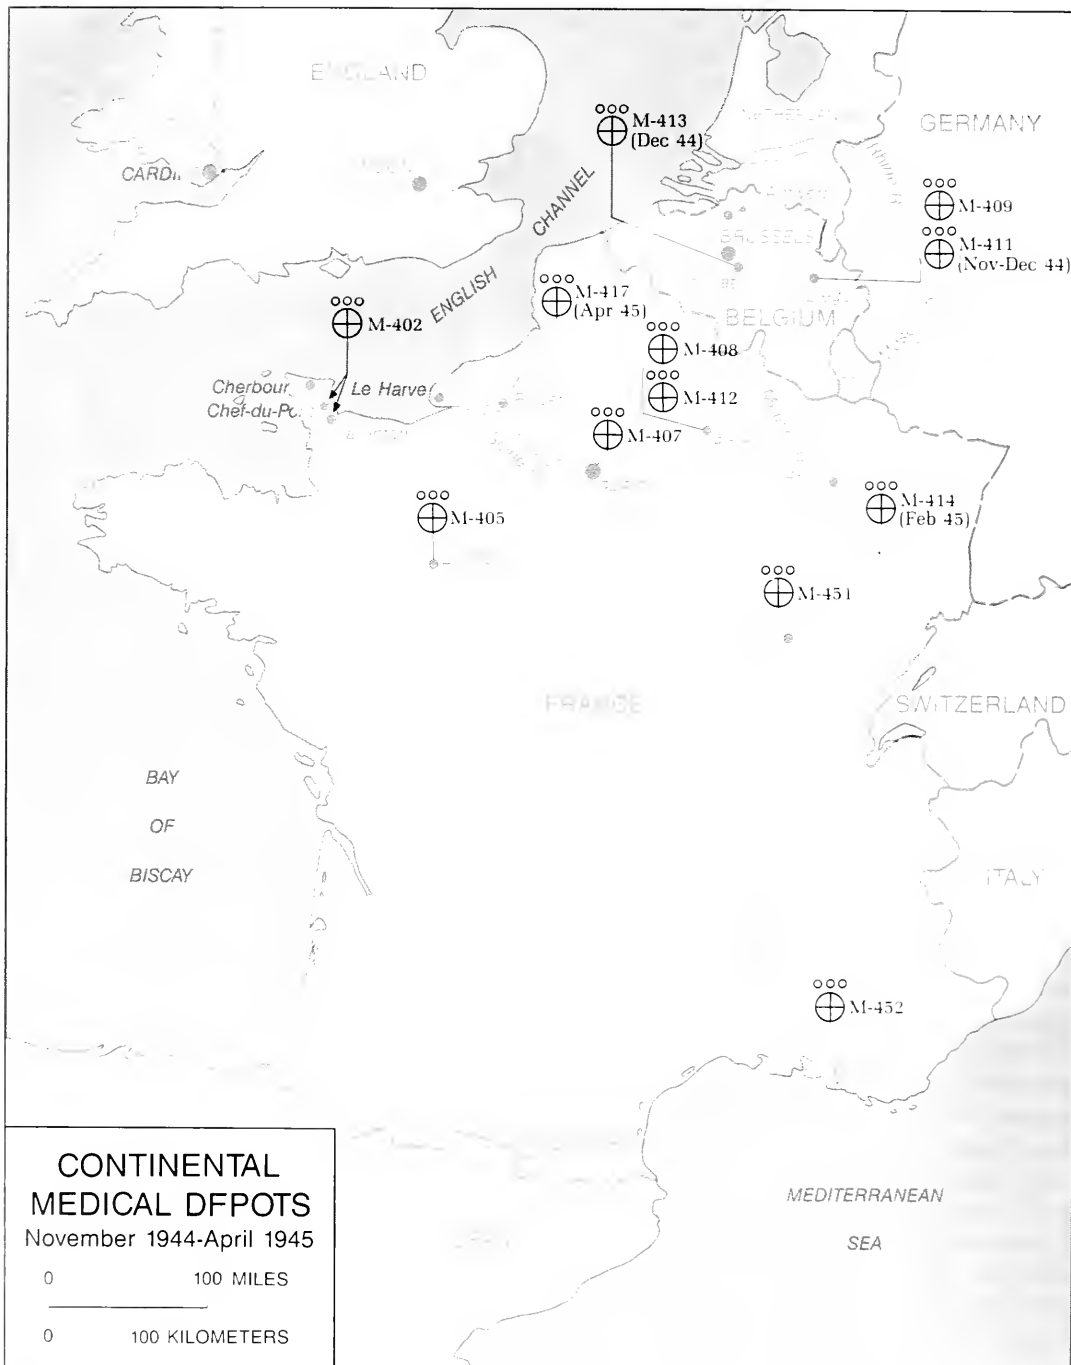 ENGLAND
M-413
(Dec 44)
GERMANY
CHANNEL
M-409
BRUSSELS
M-411
(Nov-Dec 44)
ENGLISH
M-417
(Apr 45)
M-402
BELGIUM
M-408
Le Harve
M-412
M-407
M-414
(Feb 45)
M-405
M-451
FRANCE
SWITZERLAND
BAY
OF
BISCAY
ITALY
M-452
CONTINENTAL
MEDICAL DFPOTS
November 1944-April 1945
0 100 MILES
0 100 KILOMETERS
MEDITERRANEAN
SEA